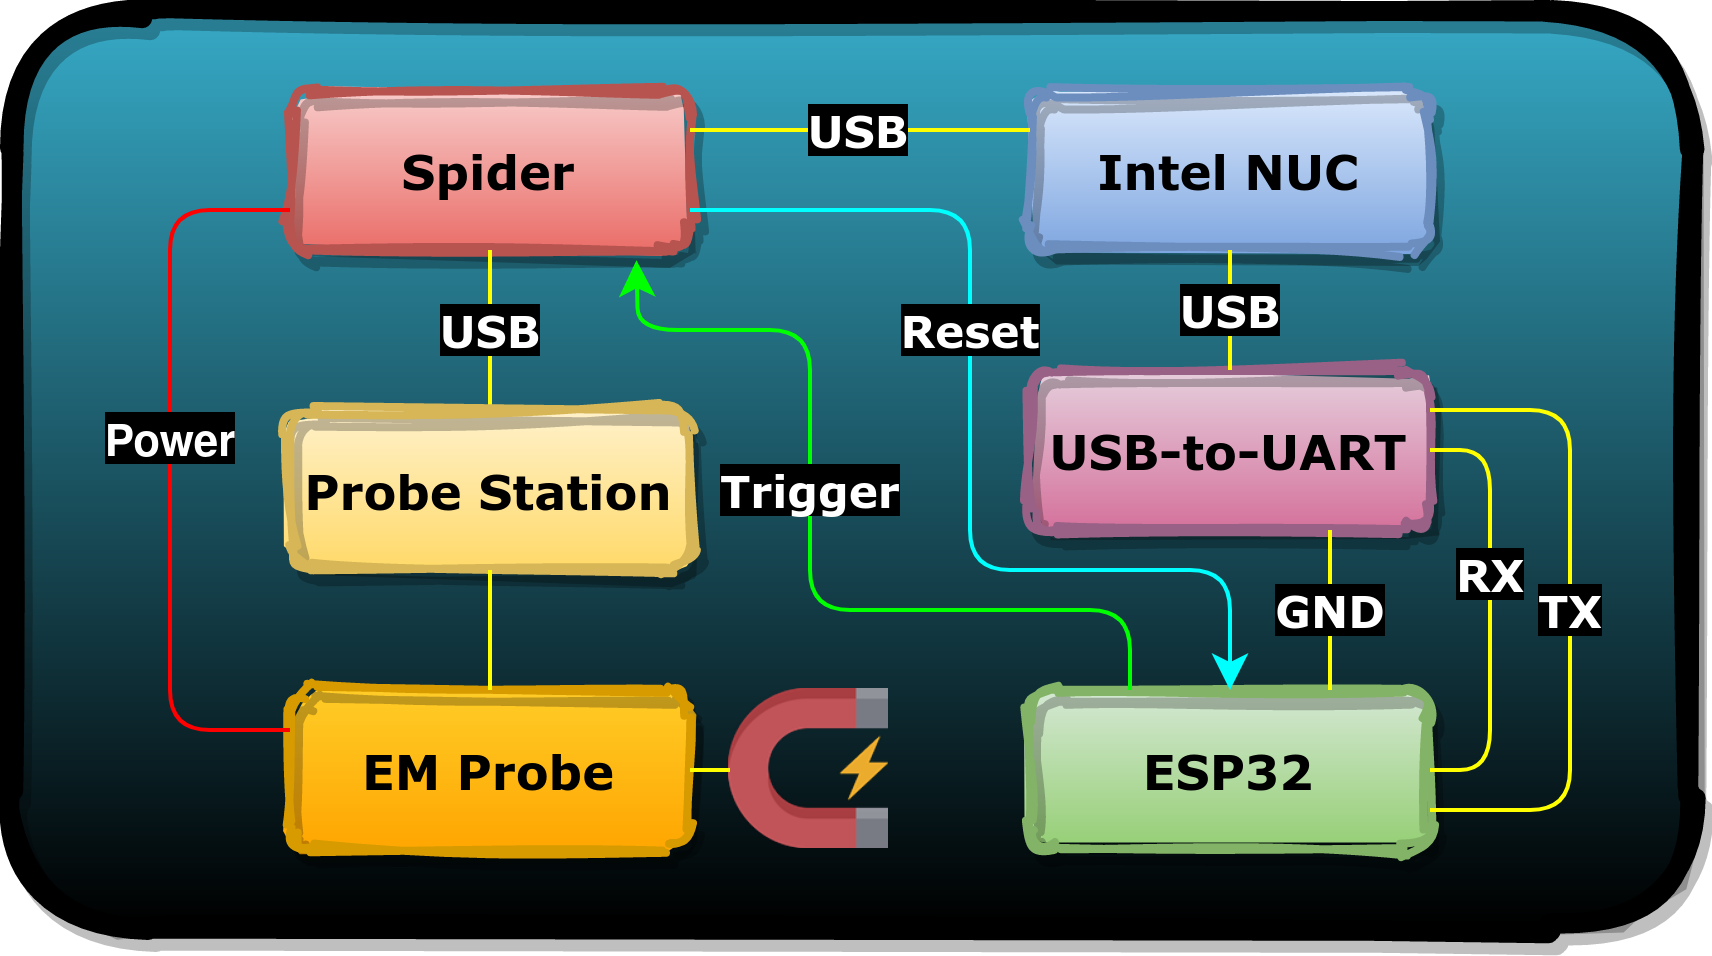 Spider
USB
Intel NUC
USB
Reset
USB
Power
Probe Station
Trigger
USB-to-UART
RX
GND
TX
EM Probe
ESP32